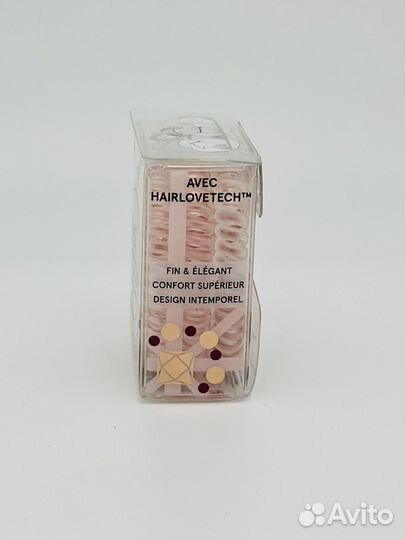 AVEC
HAIRLOVETECH™
FIN & ÉLÉGANT
CONFORT SUPÉRIEUR
DESIGN INTEMPOREL
Avito